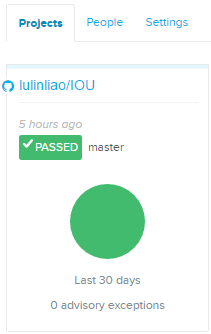 Projects People Settings
lulinliao/IOU
5 hours ago
PASSED master
Last 30 days
0 advisory exceptions